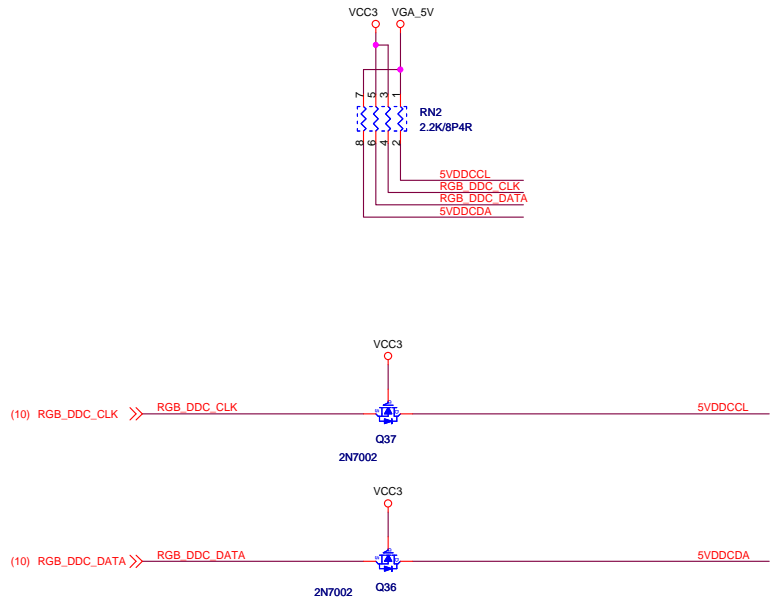 VCC3 VGA_5V
7 5 3 1
RN2
2.2K/8P4R
8 6 4 2
5VDDCCL
RGB_DDC_CLK
RGB_DDC_DATA
5VDDCDA
VCC3
(10) RGB_DDC_CLK RGB_DDC_CLK 5VDDCCL
Q37
2N7002
VCC3
(10) RGB_DDC_DATA RGB_DDC_DATA 5VDDCDA
2N7002 Q36